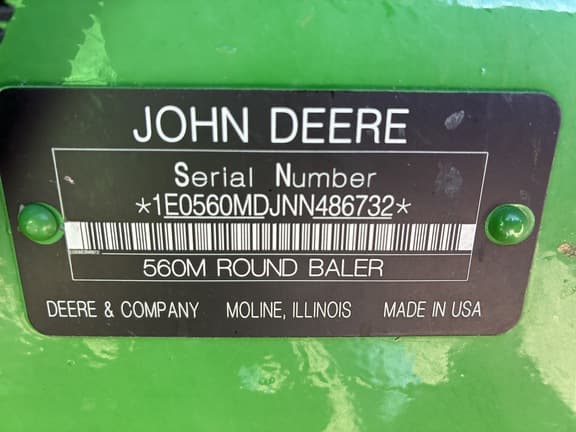 JOHN DEERE
Serial Number
*1E0560MDJNN486732*
560M ROUND BALER
DEERE & COMPANY MOLINE, ILLINOIS MADE IN USA